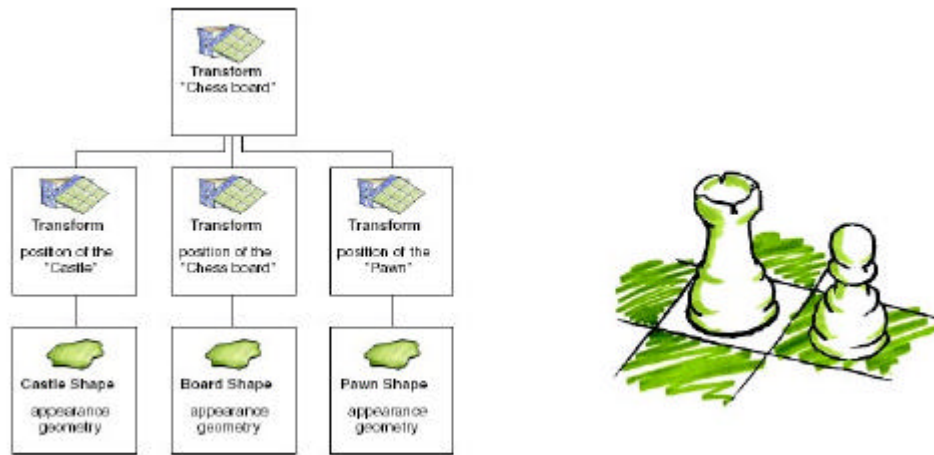 Transform
"Chess board"
Transform
position of the
"Castle"
Transform
position of the
"Chess board"
Transform
position of the
"Pawn"
Castle Shape
appearance
geometry
Board Shape
appearance
geometry
Pawn Shape
appearance
geometry